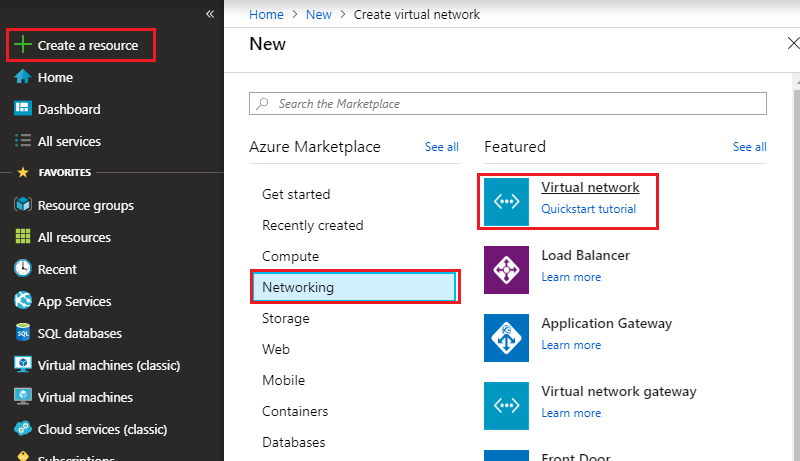 «
Create a resource
Home
Dashboard
All services
FAVORITES
Resource groups
All resources
Recent
App Services
SQL databases
Virtual machines (classic)
Virtual machines
Cloud services (classic)
Subscriptions
Home > New > Create virtual network
New
Search the Marketplace
Azure Marketplace See all
Get started
Recently created
Compute
Networking
Storage
Web
Mobile
Containers
Databases
Featured See all
Virtual network
Quickstart tutorial
Load Balancer
Learn more
Application Gateway
Learn more
Virtual network gateway
Learn more
Front Door